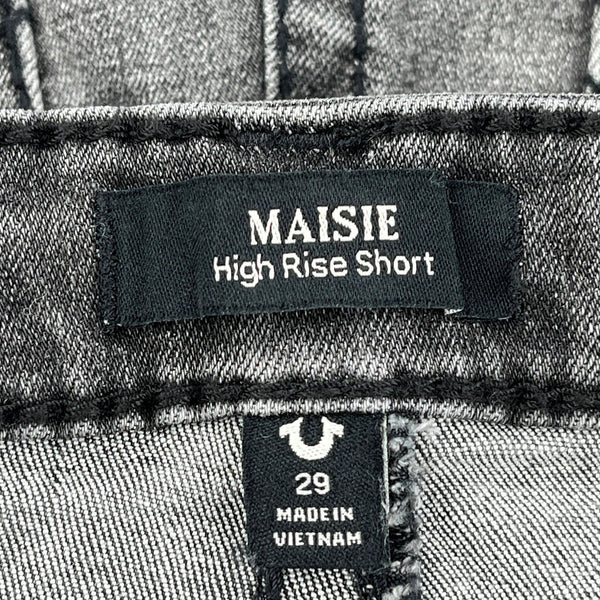 MAISIE
High Rise Short
29
MADE IN
VIETNAM